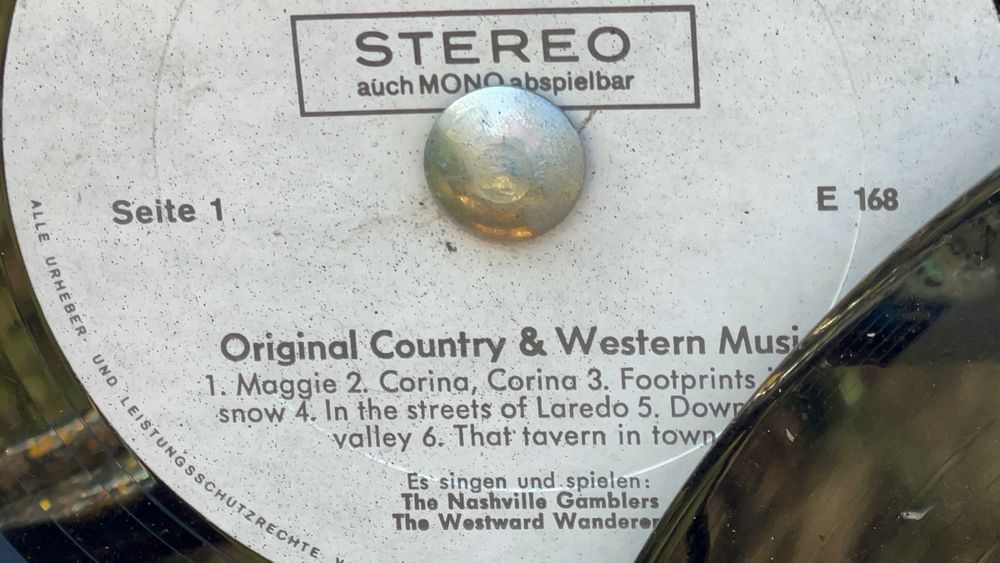 STEREO
auch MONO abspielbar
Seite 1
E 168
Original Country & Western Musi
1. Maggie 2. Corina, Corina 3. Footprints
snow 4. In the streets of Laredo 5. Down
valley 6. That tavern in town
Es singen und spielen:
The Nashville Gamblers
The Westward Wanderer
ALLE URHEBER- UND LEISTUNGSSCHUTZRECHTE